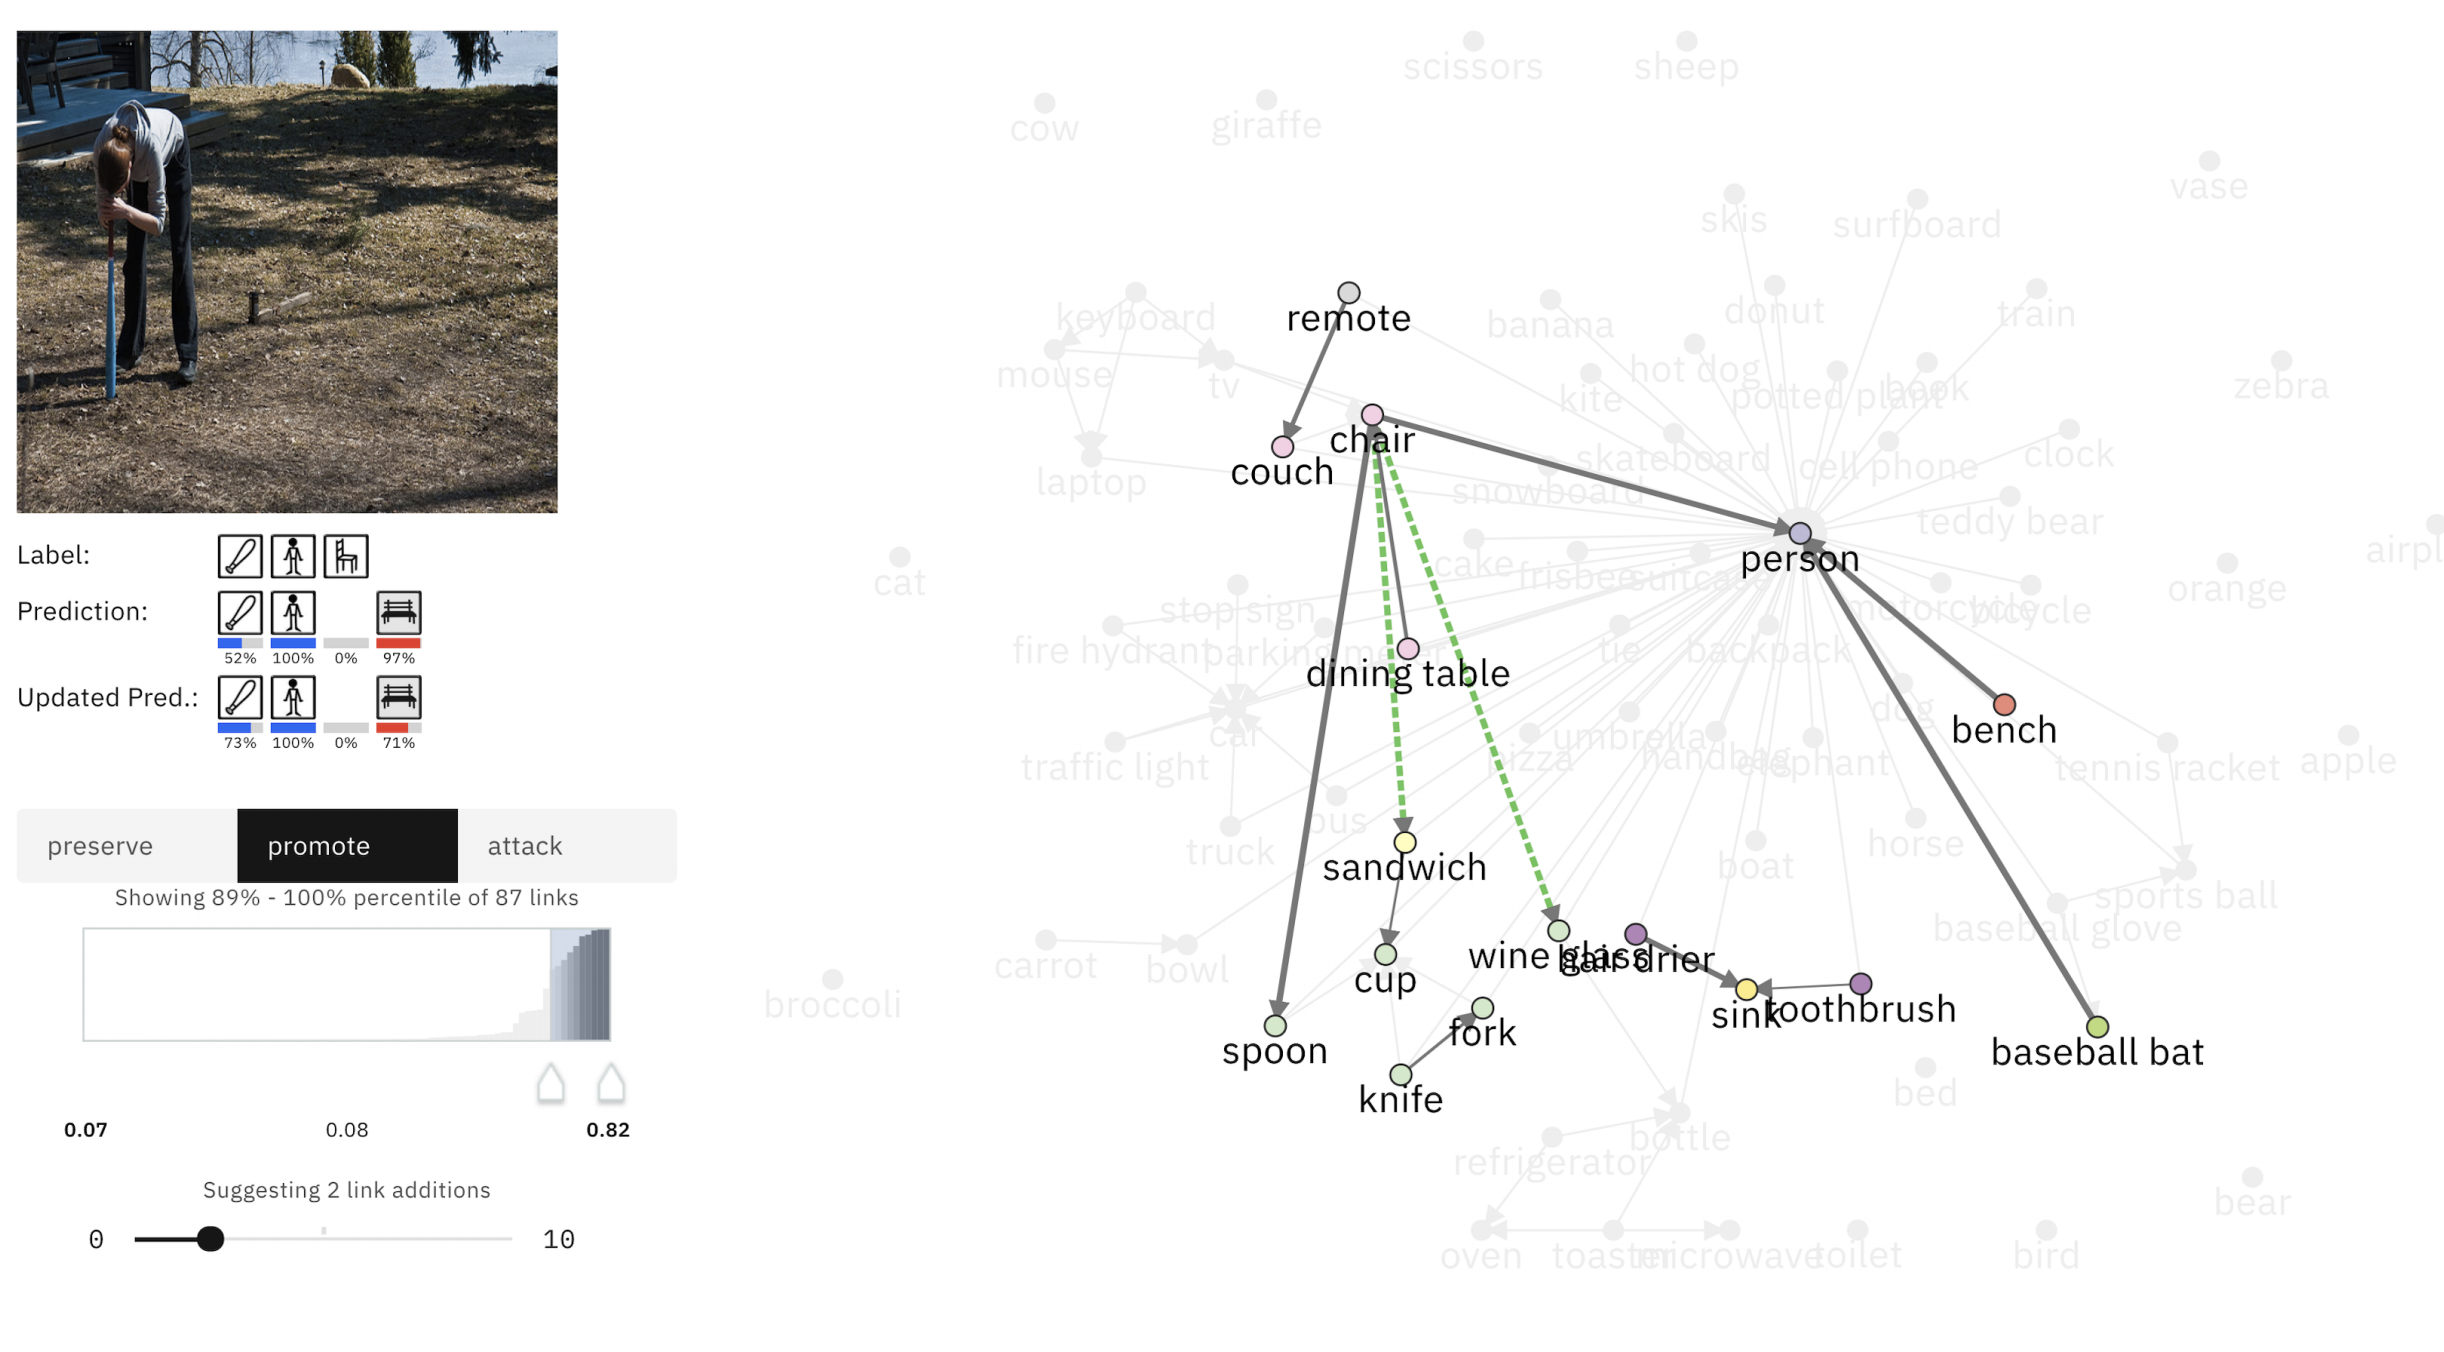 Label:
Prediction:
52% 100% 0% 97%
Updated Pred.:
73% 100% 0% 71%
preserve promote attack
Showing 89% - 100% percentile of 87 links
0.07 0.08 0.82
Suggesting 2 link additions
0 10
scissors sheep
cow giraffe
vase
skis surfboard
keyboard remote banana donut train
mouse tv kite hot dog potted plant book zebra
chair
couch skateboard cell phone clock
laptop snowboard teddy bear
cat cake frisbee suitcase person orange airpl
stop sign motorcycle bicycle
fire hydrant parking meter tie backpack
dining table
car dog bench
traffic light pizza umbrella handbag elephant tennis racket apple
truck bus sandwich boat horse
sports ball
baseball glove
carrot bowl cup wine glass hair drier
broccoli sink toothbrush
spoon fork baseball bat
knife bed
refrigerator bottle
bear
oven toaster microwave toilet bird